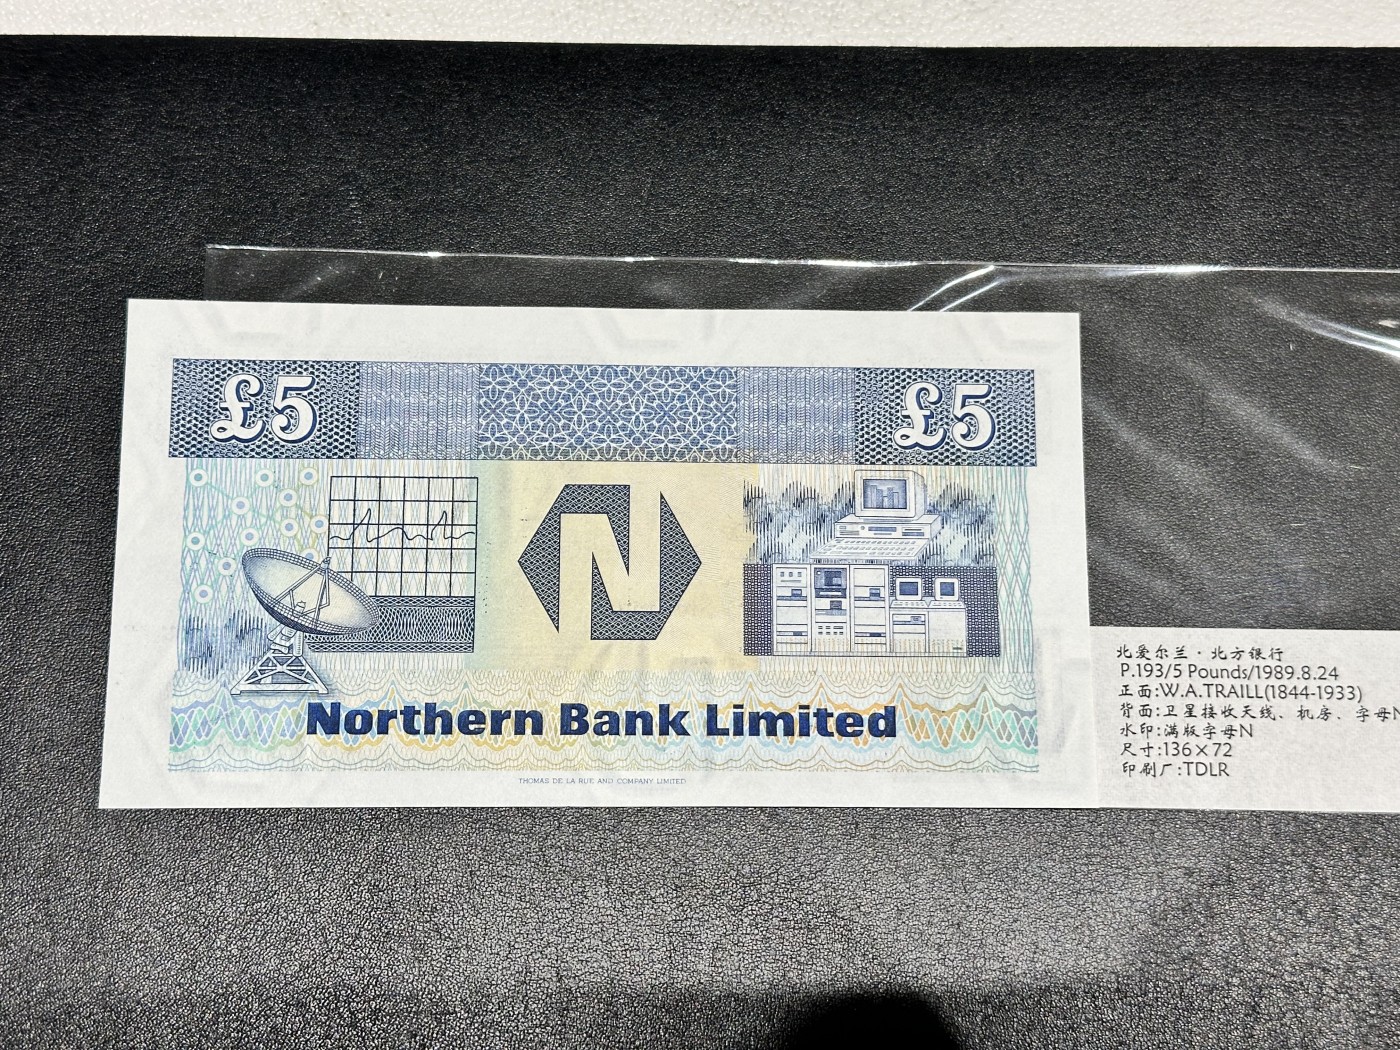 £5
£5
N
Northern Bank Limited
THOMAS DE LA RUE AND COMPANY LIMITED
北爱尔兰·北方银行
P.193/5 Pounds/1989.8.24
正面:W.A.TRAILL(1844-1933)
背面:卫星接收天线、机房、字母N
水印:满版字母N
尺寸:136×72
印刷厂:TDLR